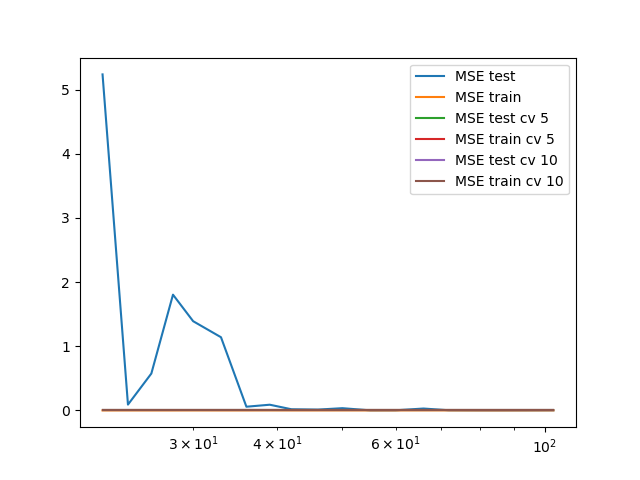 5
4
3
2
1
0
MSE test
MSE train
MSE test cv 5
MSE train cv 5
MSE test cv 10
MSE train cv 10
3 × 10¹ 4 × 10¹ 6 × 10¹ 10²